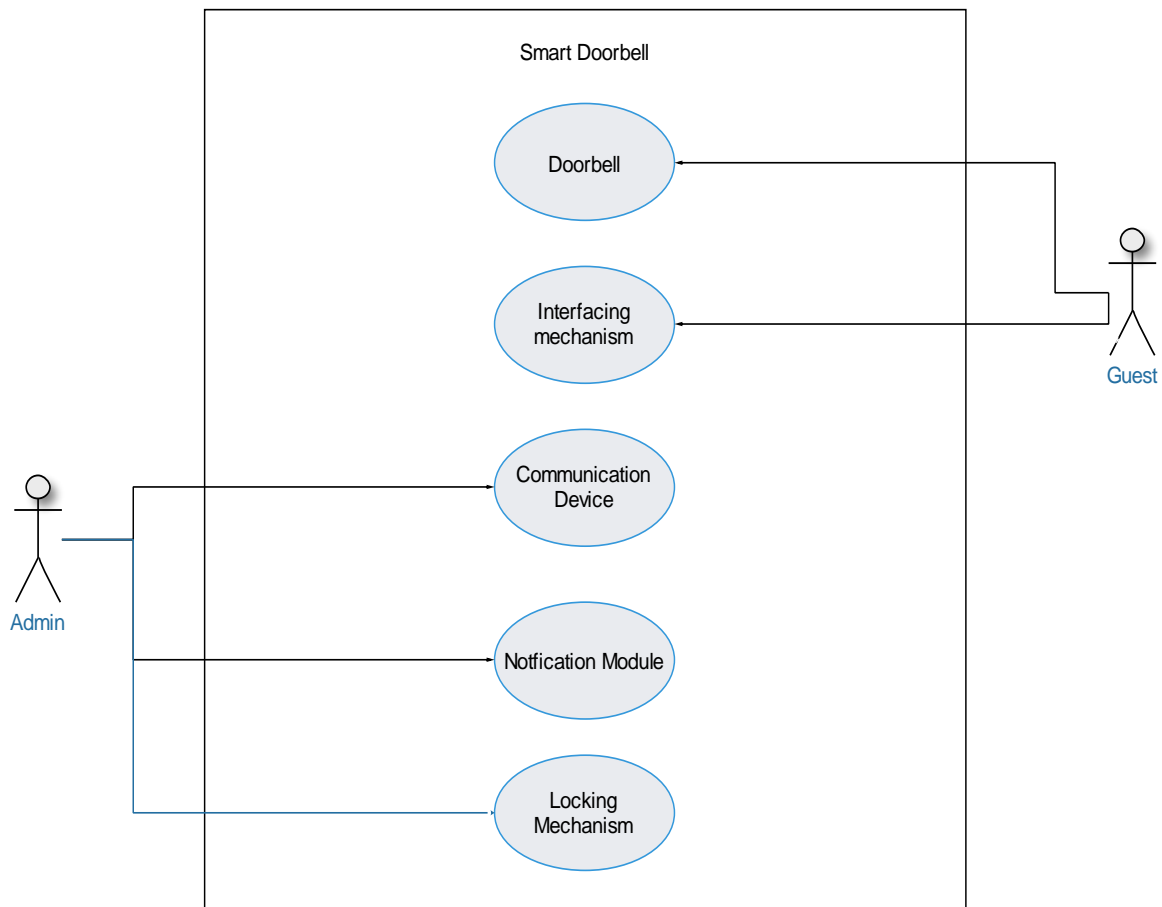 Smart Doorbell
Doorbell
Interfacing
mechanism
Guest
Communication
Device
Admin
Notfication Module
Locking
Mechanism